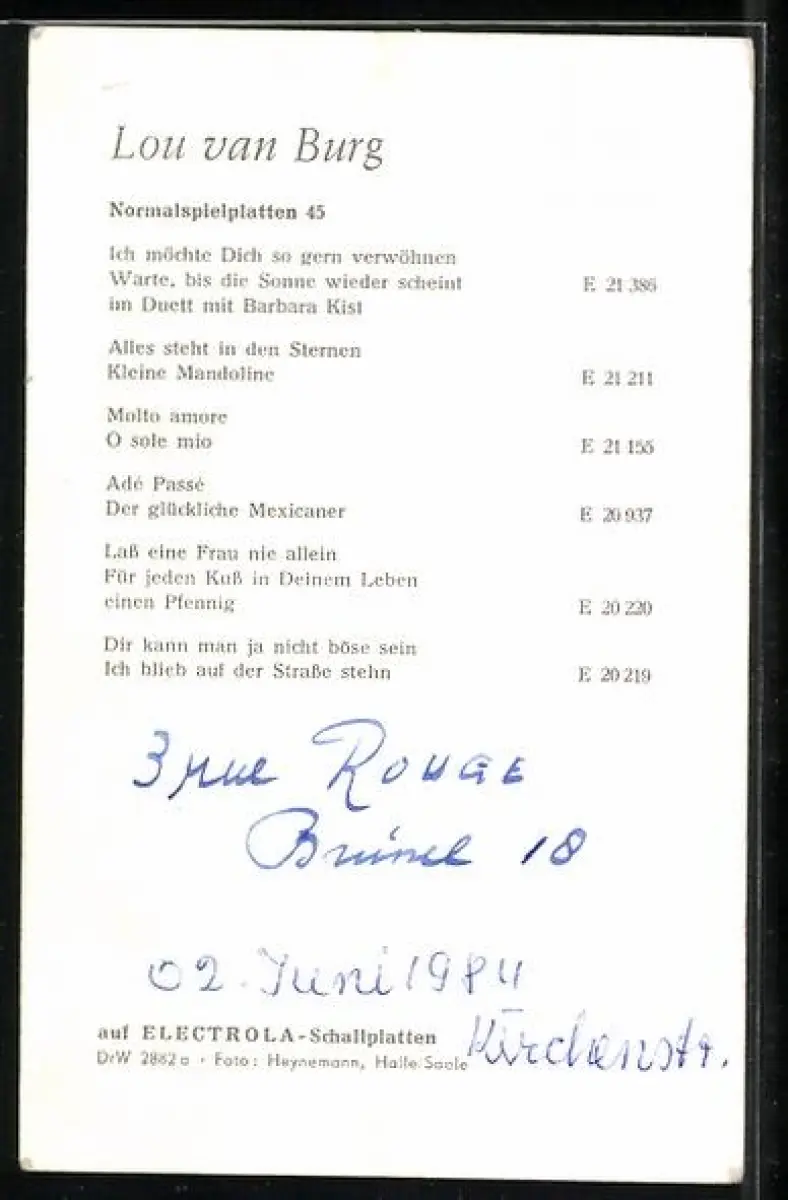 Lou van Burg
Normalspielplatten 45
Ich möchte Dich so gern verwöhnen
Warte, bis die Sonne wieder scheint E 21 386
im Duett mit Barbara Kist
Alles steht in den Sternen
Kleine Mandoline E 21 211
Molto amore
O sole mio E 21 155
Adé Passé
Der glückliche Mexicaner E 20 937
Laß eine Frau nie allein
Für jeden Kuß in Deinem Leben
einen Pfennig E 20 220
Dir kann man ja nicht böse sein
Ich blieb auf der Straße stehn E 20 219
3 rue Rouge
18
02. Juni 1984
auf ELECTROLA-Schallplatten Kirchenstr.
DrW 2882a · Foto: Heynemann, Halle/Saale